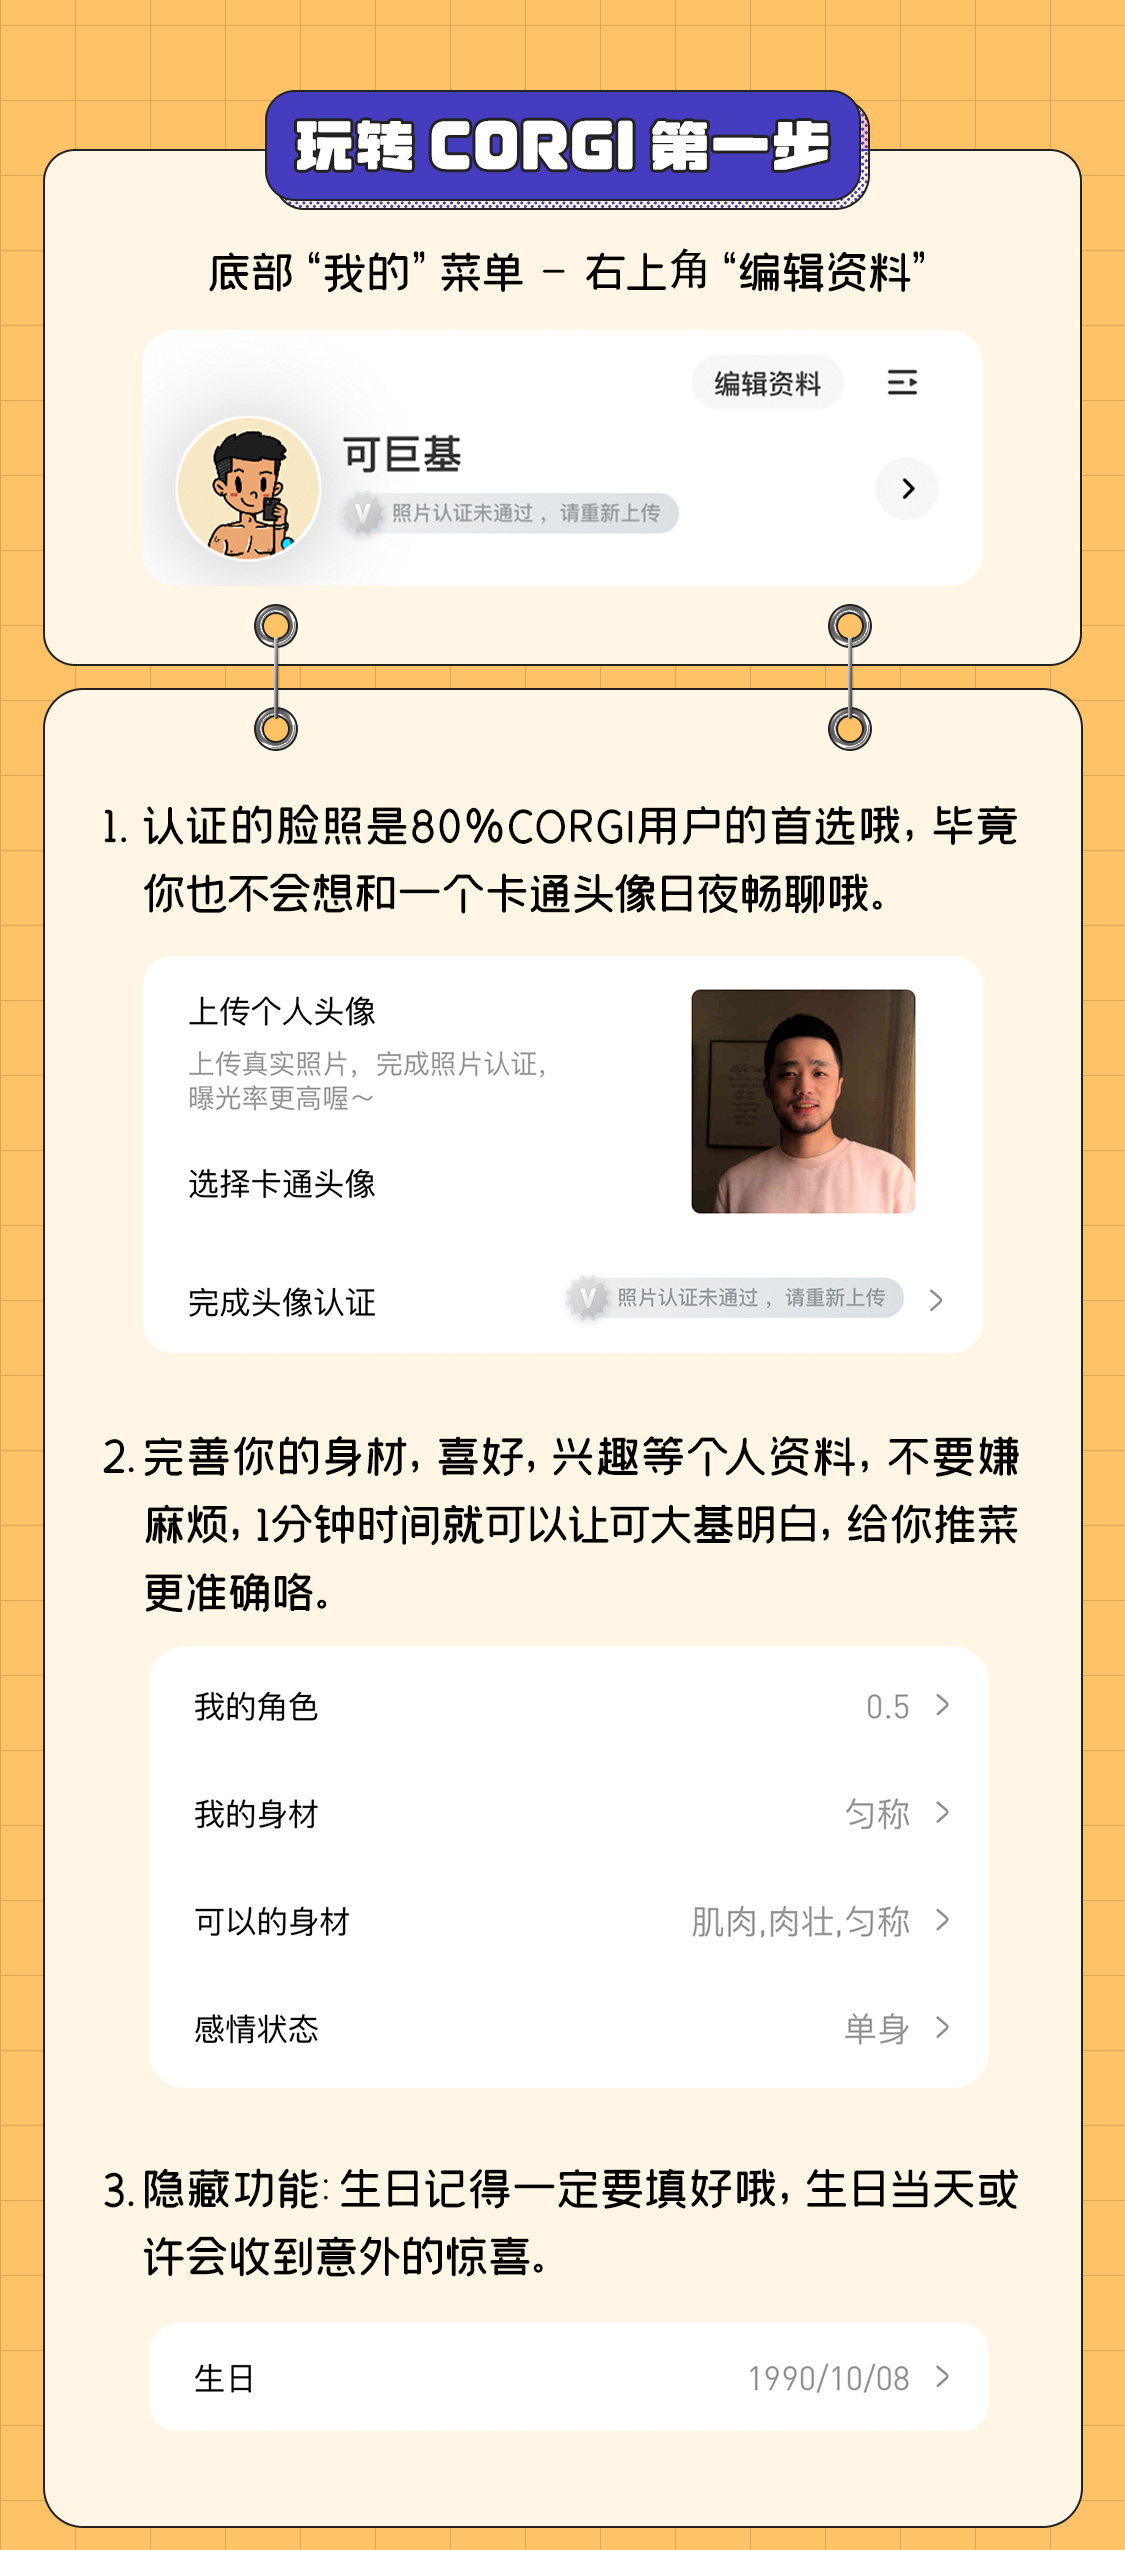 玩转 CORGI 第一步
底部 “我的” 菜单 – 右上角 “编辑资料”
编辑资料
可巨基
V 照片认证未通过 ，请重新上传
1. 认证的脸照是80%CORGI用户的首选哦, 毕竟
你也不会想和一个卡通头像日夜畅聊哦。
上传个人头像
上传真实照片，完成照片认证,
曝光率更高喔～
选择卡通头像
完成头像认证
V 照片认证未通过 ，请重新上传
2. 完善你的身材, 喜好, 兴趣等个人资料, 不要嫌
麻烦, 1分钟时间就可以让可大基明白, 给你推菜
更准确咯。
我的角色 0.5
我的身材 匀称
可以的身材 肌肉,肉壮,匀称
感情状态 单身
3. 隐藏功能: 生日记得一定要填好哦, 生日当天或
许会收到意外的惊喜。
生日 1990/10/08